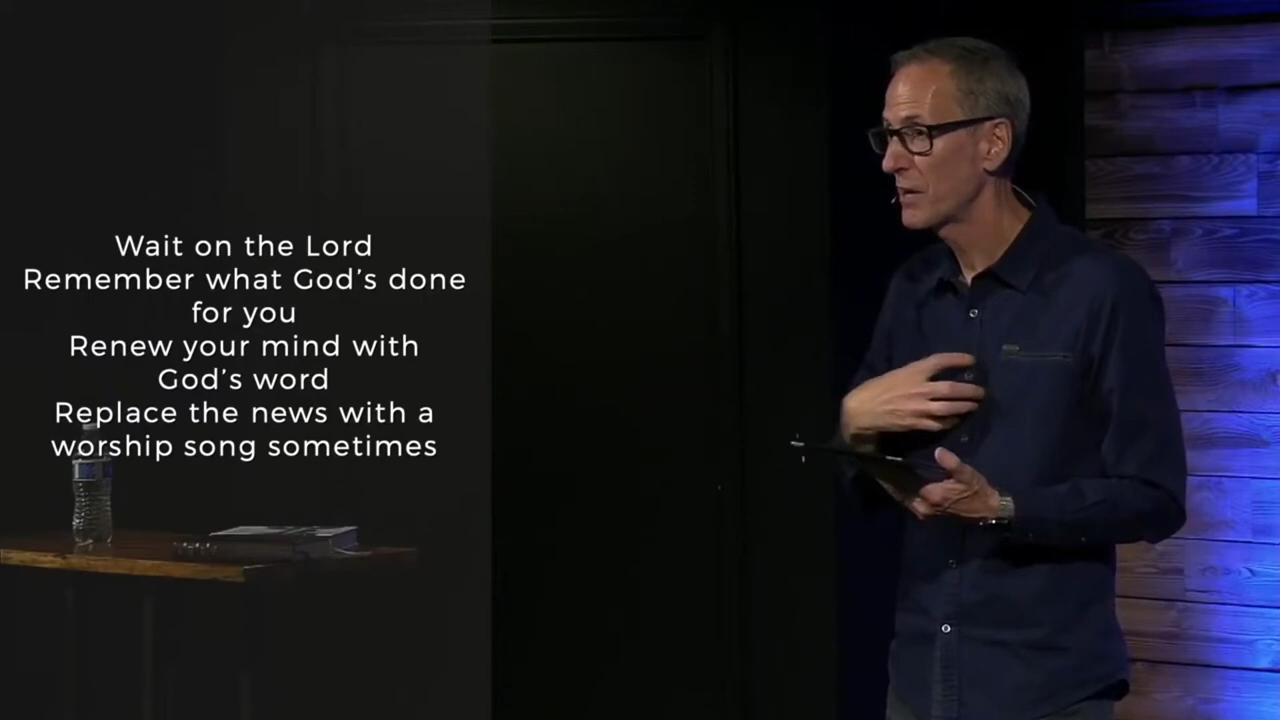 Wait on the Lord
Remember what God’s done
for you
Renew your mind with
God’s word
Replace the news with a
worship song sometimes